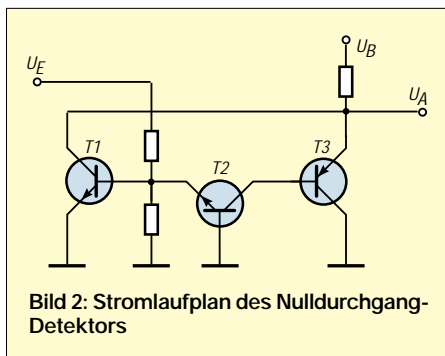 U_E
U_B
U_A
T1
T2
T3
Bild 2: Stromlaufplan des Nulldurchgang-
Detektors